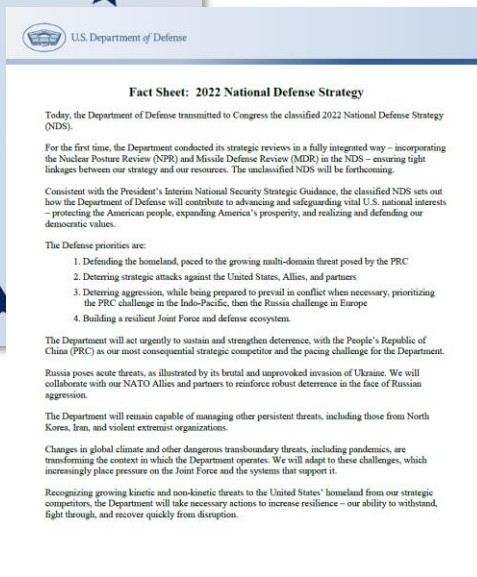 U.S. Department of Defense
Fact Sheet: 2022 National Defense Strategy
Today, the Department of Defense transmitted to Congress the classified 2022 National Defense Strategy
(NDS).
For the first time, the Department conducted its strategic reviews in a fully integrated way – incorporating
the Nuclear Posture Review (NPR) and Missile Defense Review (MDR) in the NDS – ensuring tight
linkages between our strategy and our resources. The unclassified NDS will be forthcoming.
Consistent with the President's Interim National Security Strategic Guidance, the classified NDS sets out
how the Department of Defense will contribute to advancing and safeguarding vital U.S. national interests
– protecting the American people, expanding America's prosperity, and realizing and defending our
democratic values.
The Defense priorities are:
1. Defending the homeland, paced to the growing multi-domain threat posed by the PRC
2. Deterring strategic attacks against the United States, Allies, and partners
3. Deterring aggression, while being prepared to prevail in conflict when necessary, prioritizing
the PRC challenge in the Indo-Pacific, then the Russia challenge in Europe
4. Building a resilient Joint Force and defense ecosystem.
The Department will act urgently to sustain and strengthen deterrence, with the People's Republic of
China (PRC) as our most consequential strategic competitor and the pacing challenge for the Department.
Russia poses acute threats, as illustrated by its brutal and unprovoked invasion of Ukraine. We will
collaborate with our NATO Allies and partners to reinforce robust deterrence in the face of Russian
aggression.
The Department will remain capable of managing other persistent threats, including those from North
Korea, Iran, and violent extremist organizations.
Changes in global climate and other dangerous transboundary threats, including pandemics, are
transforming the context in which the Department operates. We will adapt to these challenges, which
increasingly place pressure on the Joint Force and the systems that support it.
Recognizing growing kinetic and non-kinetic threats to the United States' homeland from our strategic
competitors, the Department will take necessary actions to increase resilience – our ability to withstand,
fight through, and recover quickly from disruption.